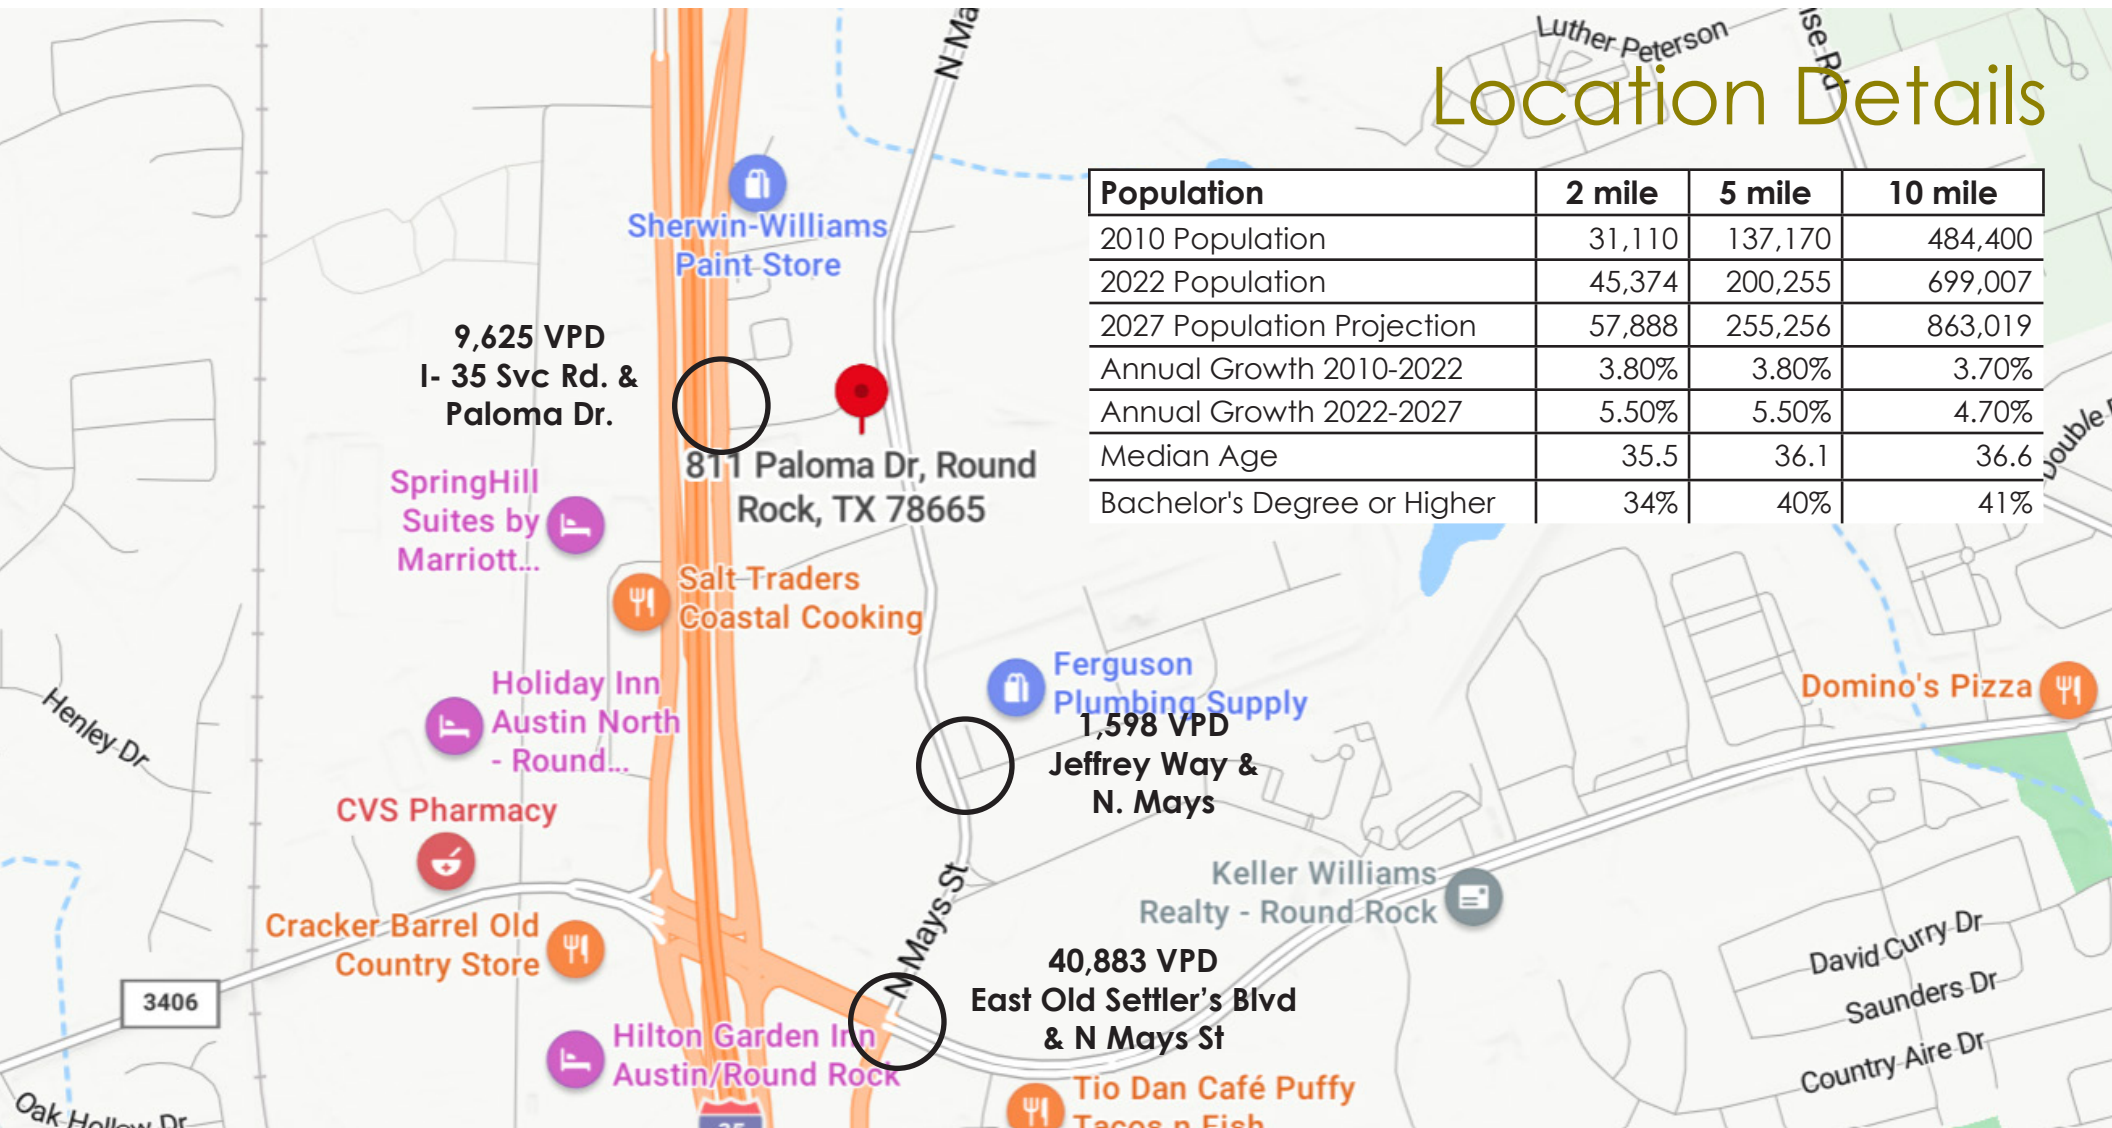 Location Details
Luther Peterson
N Ma
ise Rd
Population 2 mile 5 mile 10 mile
2010 Population 31,110 137,170 484,400
2022 Population 45,374 200,255 699,007
2027 Population Projection 57,888 255,256 863,019
Annual Growth 2010-2022 3.80% 3.80% 3.70%
Annual Growth 2022-2027 5.50% 5.50% 4.70%
Median Age 35.5 36.1 36.6
Bachelor's Degree or Higher 34% 40% 41%
Sherwin-Williams
Paint Store
9,625 VPD
I- 35 Svc Rd. &
Paloma Dr.
811 Paloma Dr, Round
Rock, TX 78665
Double
SpringHill
Suites by
Marriott...
Salt Traders
Coastal Cooking
Ferguson
Plumbing Supply
1,598 VPD
Jeffrey Way &
N. Mays
Domino's Pizza
Holiday Inn
Austin North
- Round...
Henley Dr
CVS Pharmacy
Keller Williams
Realty - Round Rock
N Mays St
Cracker Barrel Old
Country Store
3406
40,883 VPD
East Old Settler’s Blvd
& N Mays St
David Curry Dr
Saunders Dr
Country Aire Dr
Hilton Garden Inn
Austin/Round Rock
Tio Dan Café Puffy
Tacos n Fish
Oak Hollow Dr
35